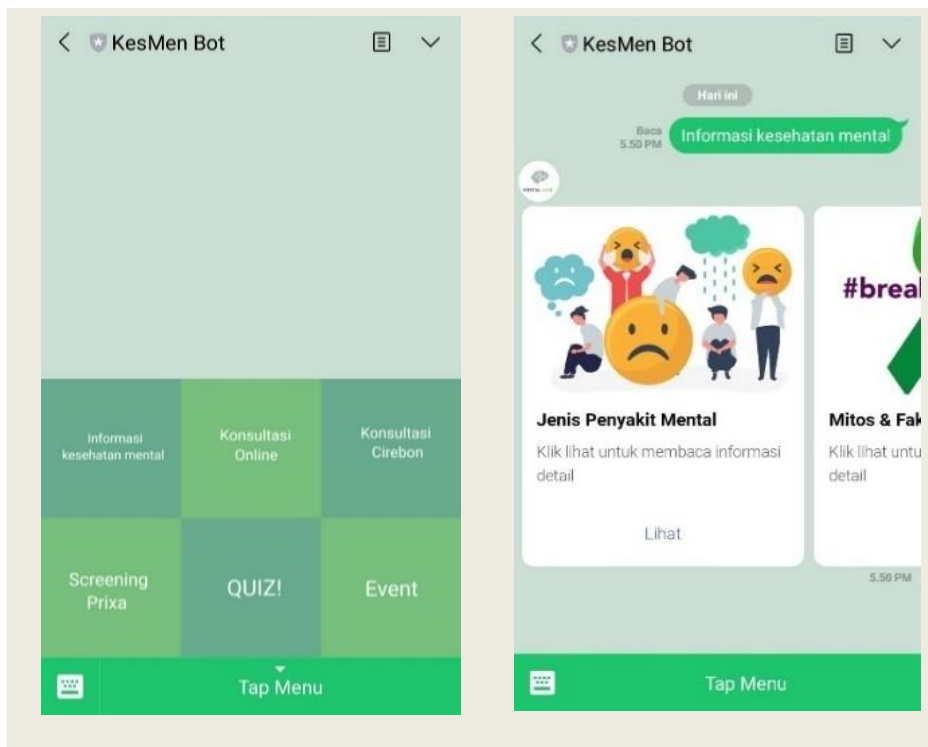 KesMen Bot
Informasi
kesehatan mental
Konsultasi
Online
Konsultasi
Cirebon
Screening
Prixa
QUIZ!
Event
Tap Menu
KesMen Bot
Hari ini
Baca
5.50 PM
Informasi kesehatan mental
#break
Jenis Penyakit Mental
Klik lihat untuk membaca informasi
detail
Lihat
Mitos & Fak
Klik lihat untu
detail
5.50 PM
Tap Menu